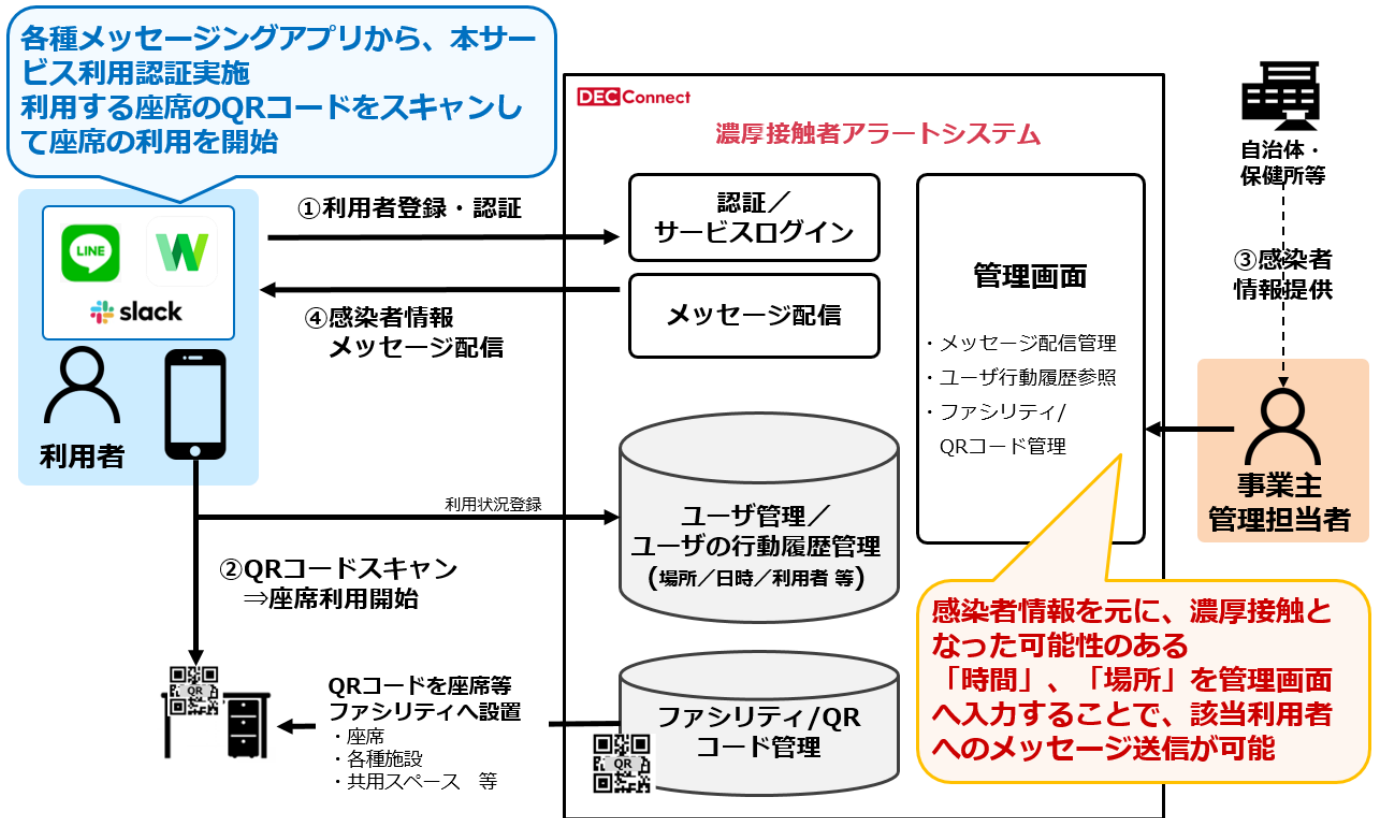 各種メッセージングアプリから、本サー
ビス利用認証実施
利用する座席のQRコードをスキャンし
て座席の利用を開始
DEC Connect
濃厚接触者アラートシステム
自治体・
保健所等
①利用者登録・認証
認証／
サービスログイン
LINE
W
slack
④感染者情報
メッセージ配信
メッセージ配信
管理画面
・メッセージ配信管理
・ユーザ行動履歴参照
・ファシリティ/
QRコード管理
③感染者
情報提供
利用者
事業主
管理担当者
利用状況登録
ユーザ管理／
ユーザの行動履歴管理
(場所／日時／利用者 等)
②QRコードスキャン
⇒座席利用開始
感染者情報を元に、濃厚接触と
なった可能性のある
「時間」、「場所」を管理画面
へ入力することで、該当利用者
へのメッセージ送信が可能
QR
QRコードを座席等
ファシリティへ設置
・座席
・各種施設
・共用スペース　等
ファシリティ/QR
コード管理
QR